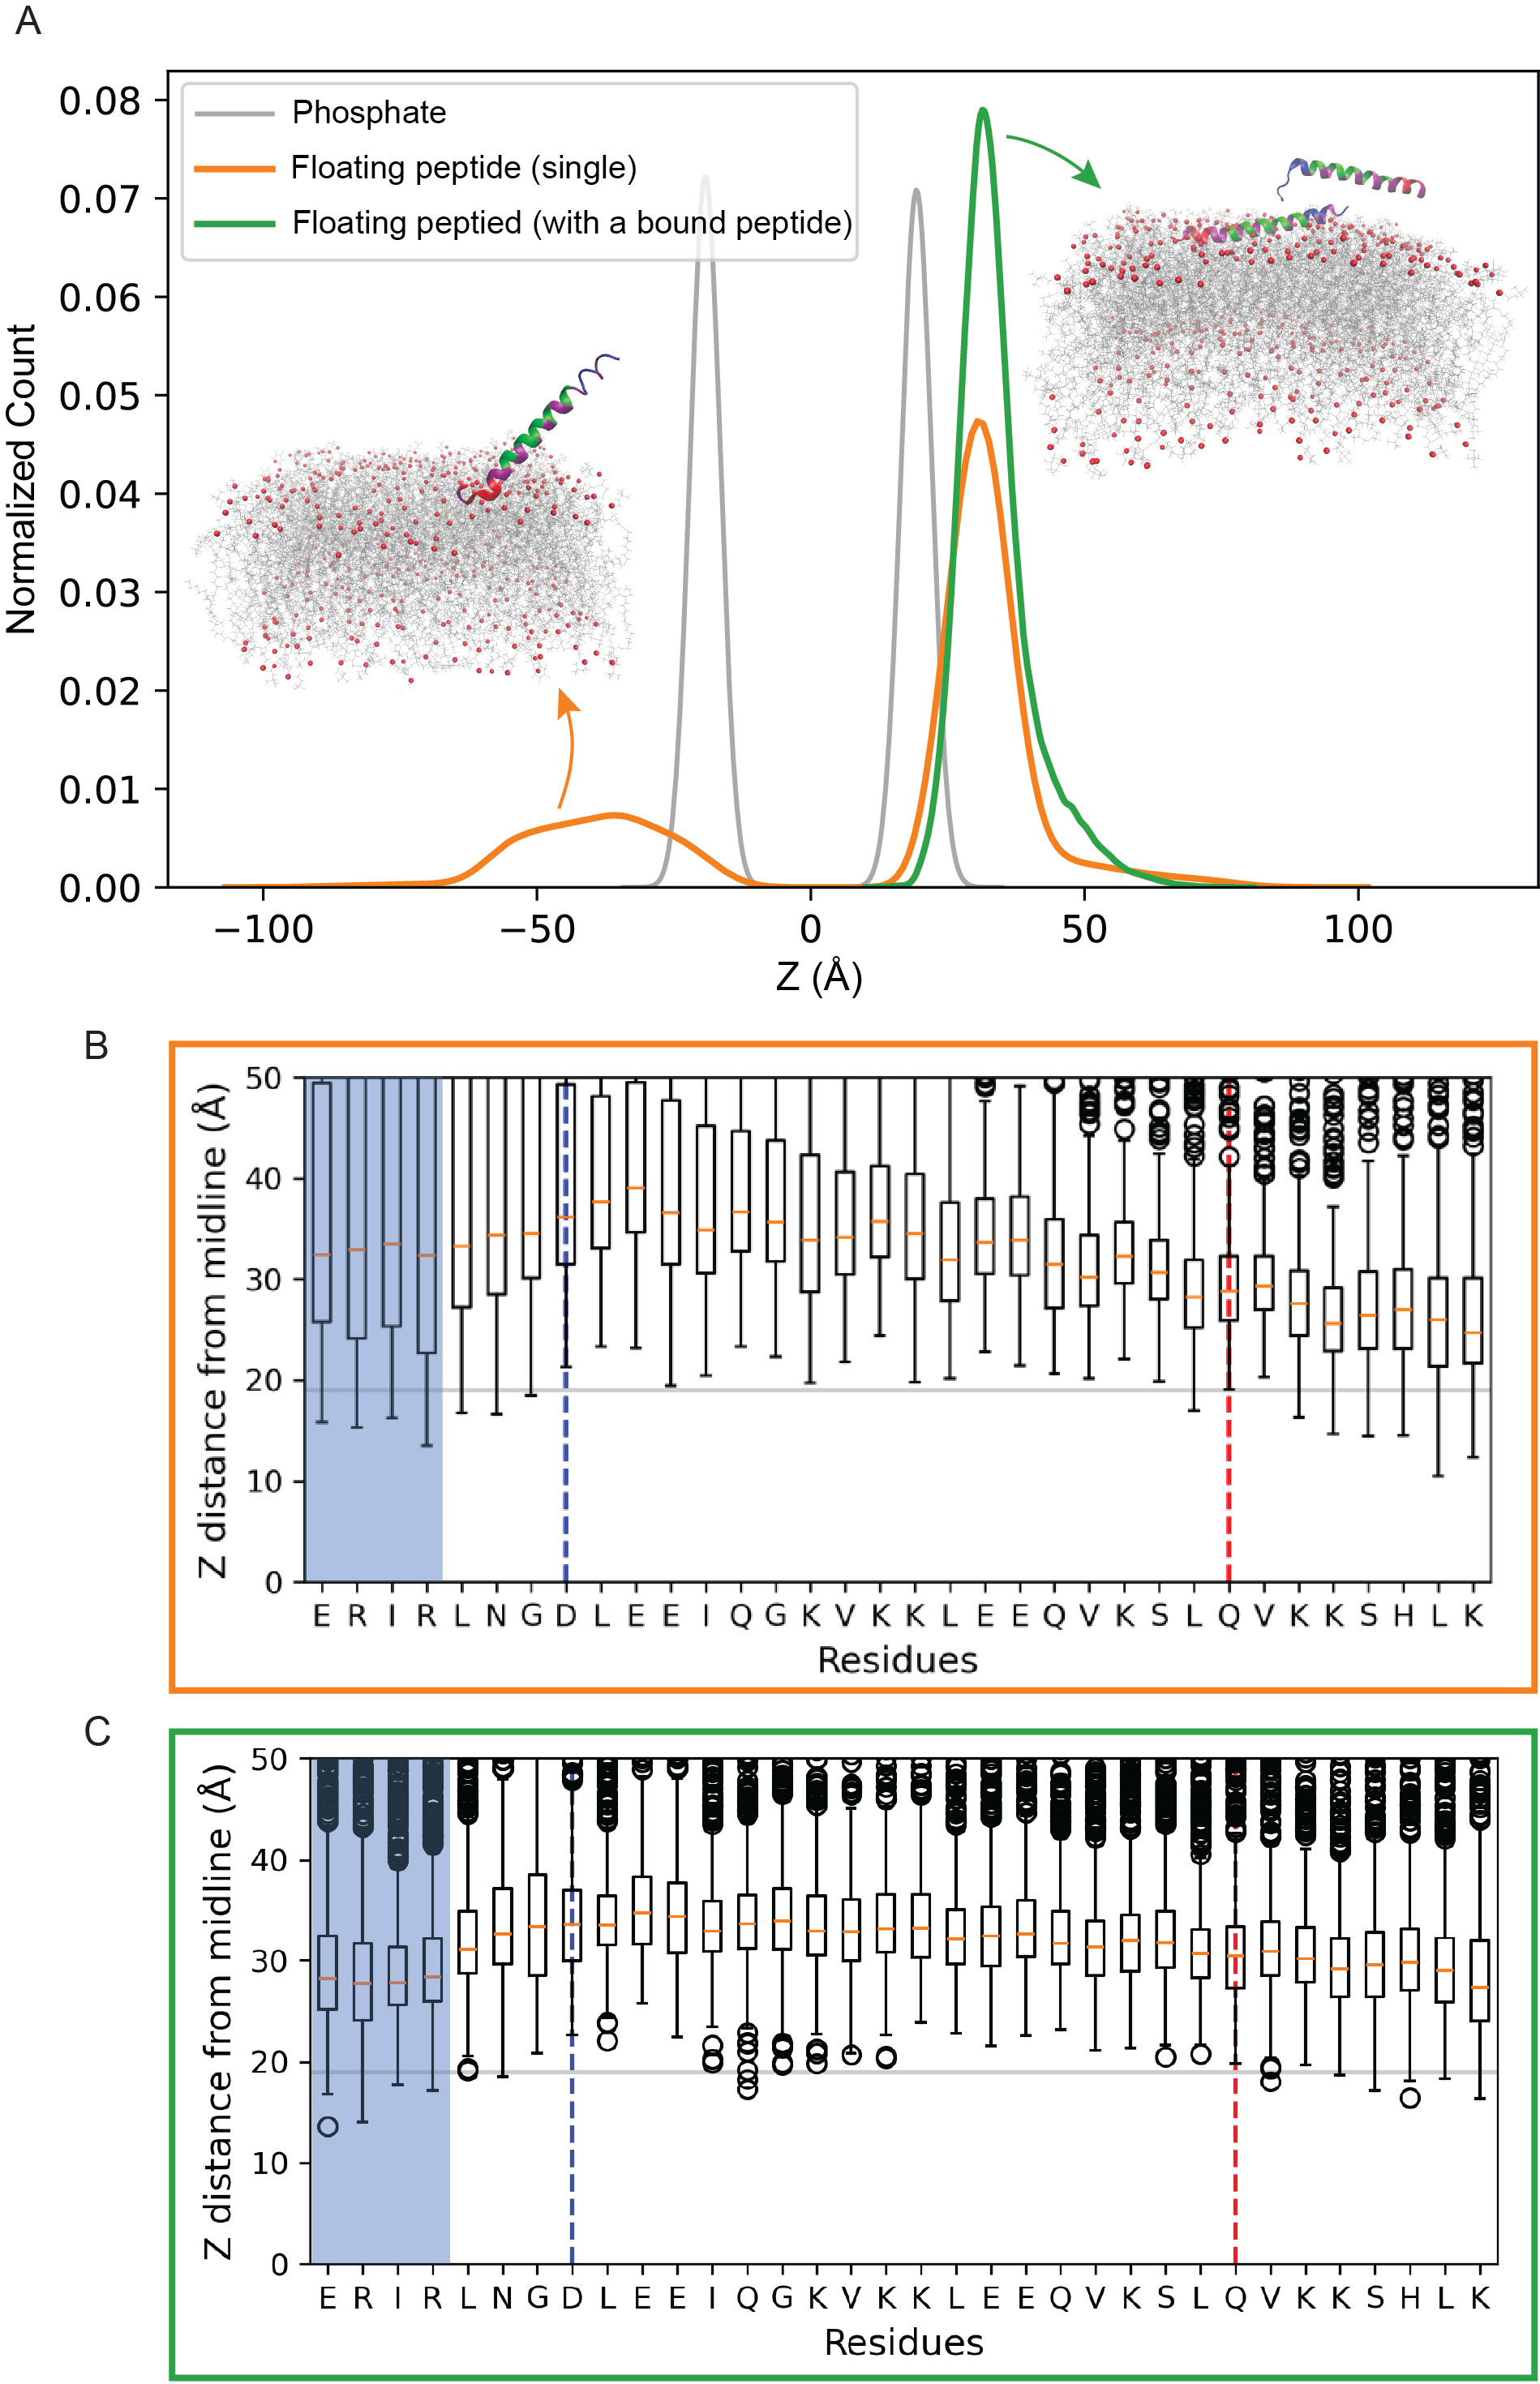 A
Normalized Count
0.08
0.07
0.06
0.05
0.04
0.03
0.02
0.01
0.00
Phosphate
Floating peptide (single)
Floating peptied (with a bound peptide)
−100 −50 0 50 100
Z (Å)
B
Z distance from midline (Å)
50
40
30
20
10
0
E R I R L N G D L E E I Q G K V K K L E E Q V K S L Q V K K S H L K
Residues
C
Z distance from midline (Å)
50
40
30
20
10
0
E R I R L N G D L E E I Q G K V K K L E E Q V K S L Q V K K S H L K
Residues